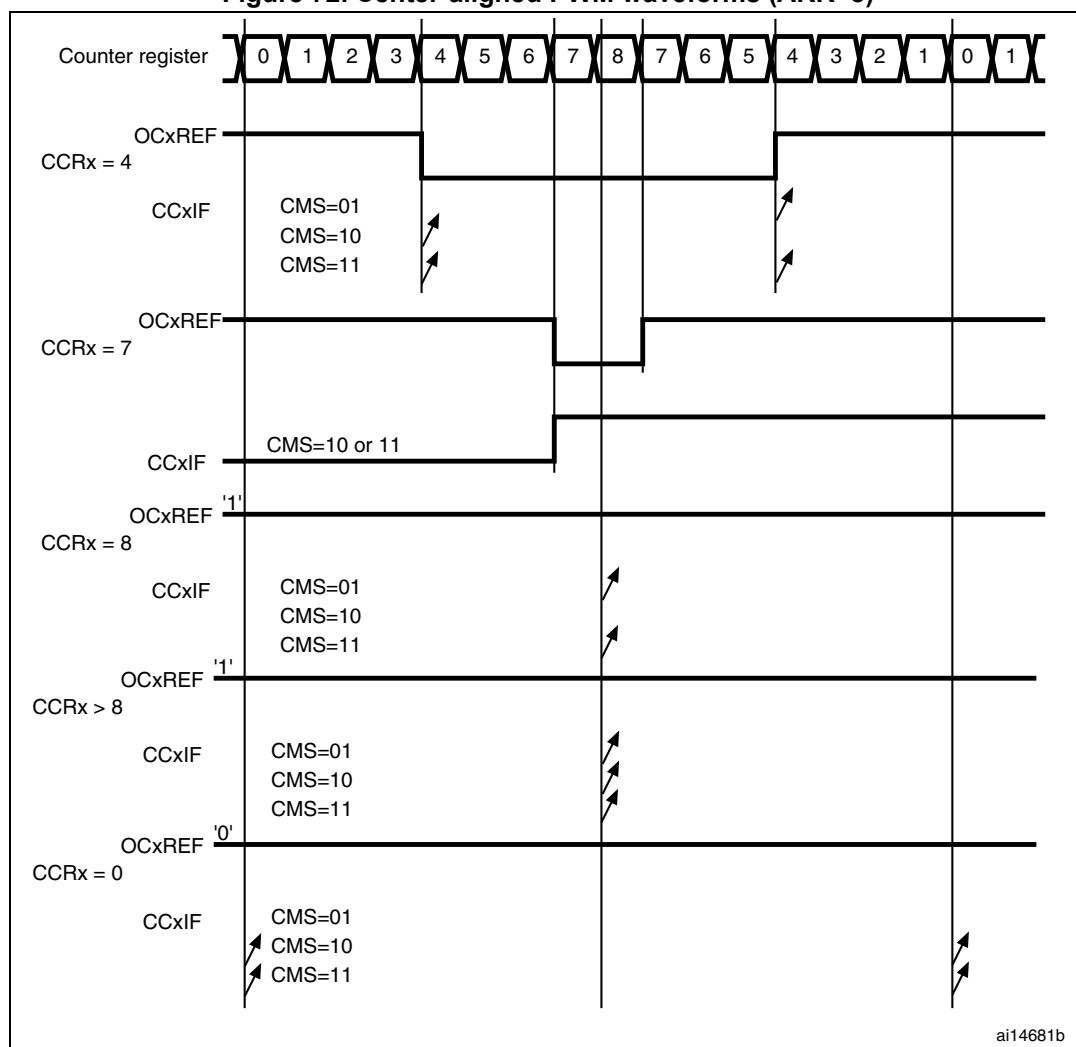 Counter register 0 1 2 3 4 5 6 7 8 7 6 5 4 3 2 1 0 1
OCxREF
CCRx = 4
CCxIF
CMS=01
CMS=10
CMS=11
OCxREF
CCRx = 7
CMS=10 or 11
CCxIF
OCxREF '1'
CCRx = 8
CCxIF
CMS=01
CMS=10
CMS=11
OCxREF '1'
CCRx > 8
CCxIF
CMS=01
CMS=10
CMS=11
OCxREF '0'
CCRx = 0
CCxIF
CMS=01
CMS=10
CMS=11
ai14681b